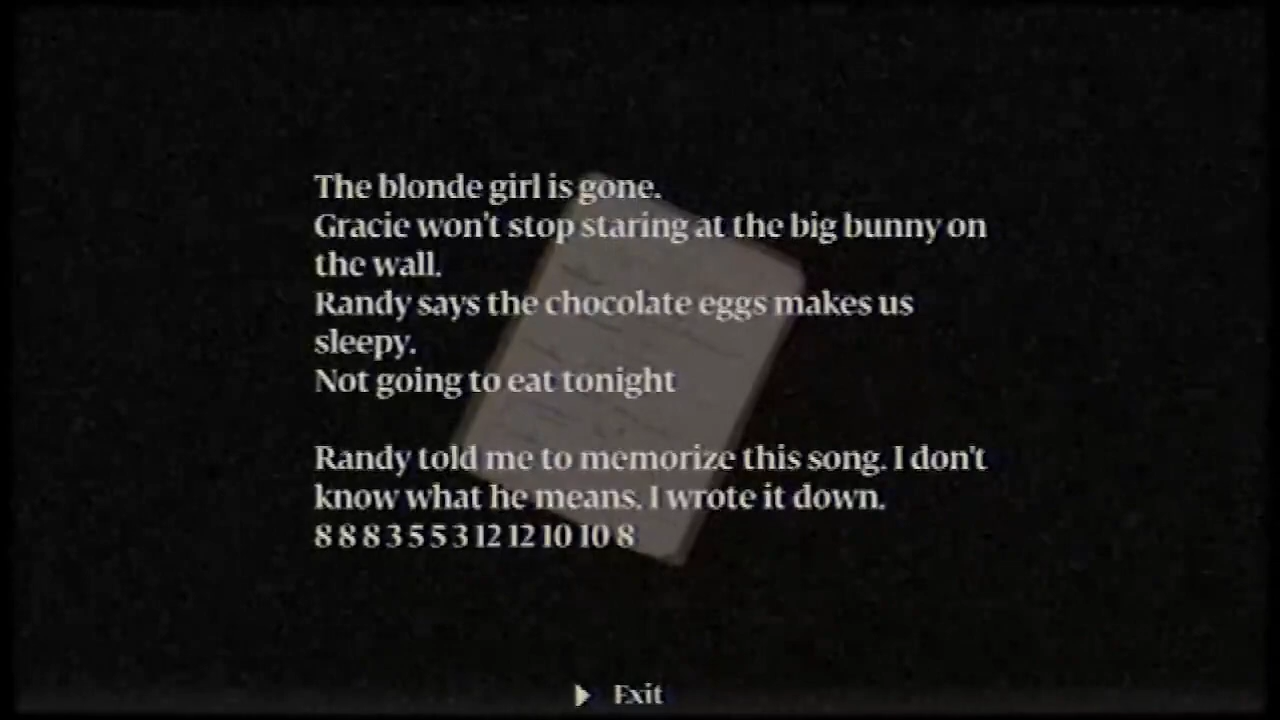 The blonde girl is gone.
Gracie won't stop staring at the big bunny on
the wall.
Randy says the chocolate eggs makes us
sleepy.
Not going to eat tonight
Randy told me to memorize this song. I don't
know what he means. I wrote it down.
8 8 8 3 5 5 3 12 12 10 10 8
Exit